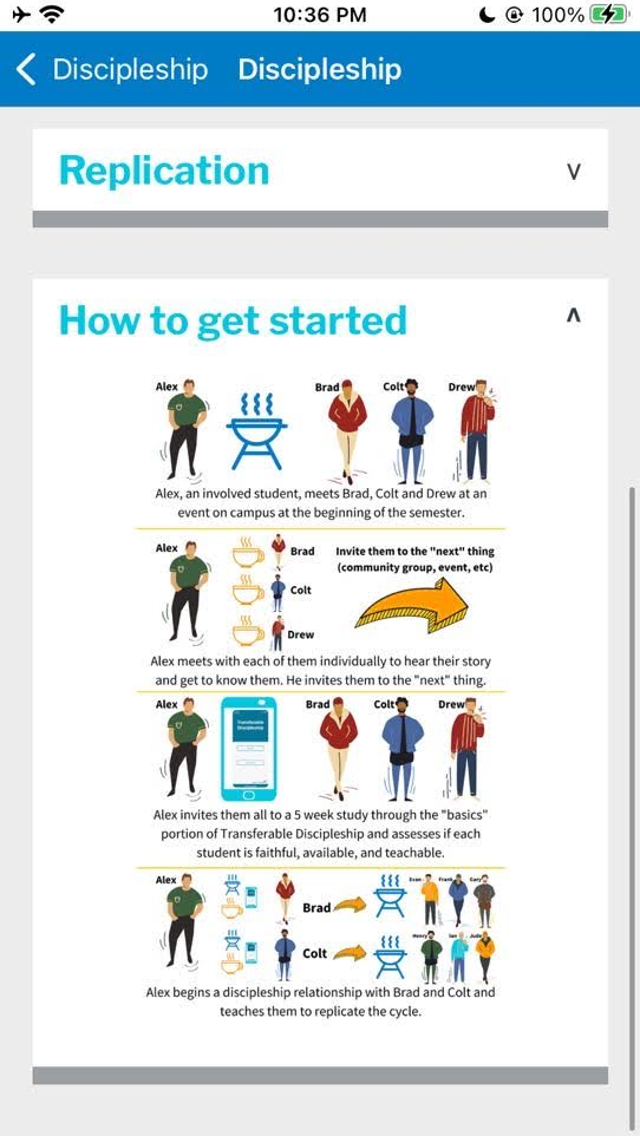 10:36 PM
100%
Discipleship Discipleship
Replication
How to get started
Alex
Brad
Colt
Drew
Alex, an involved student, meets Brad, Colt and Drew at an
event on campus at the beginning of the semester.
Alex
Brad
Colt
Drew
Invite them to the "next" thing
(community group, event, etc)
Alex meets with each of them individually to hear their story
and get to know them. He invites them to the "next" thing.
Alex
Transferable
Discipleship
Brad
Colt
Drew
Alex invites them all to a 5 week study through the "basics"
portion of Transferable Discipleship and assesses if each
student is faithful, available, and teachable.
Alex
Brad
Evan
Frank
Gary
Colt
Henry
Ian
Jude
Alex begins a discipleship relationship with Brad and Colt and
teaches them to replicate the cycle.